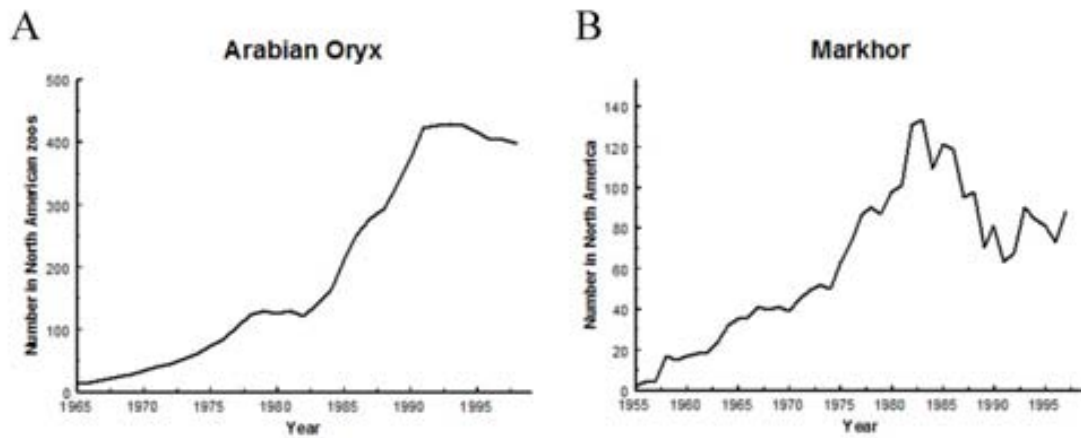 A
Arabian Oryx
Number in North American zoos
500
400
300
200
100
0
1965 1970 1975 1980 1985 1990 1995
Year
B
Markhor
Number in North America
140
120
100
80
60
40
20
0
1955 1960 1965 1970 1975 1980 1985 1990 1995
Year